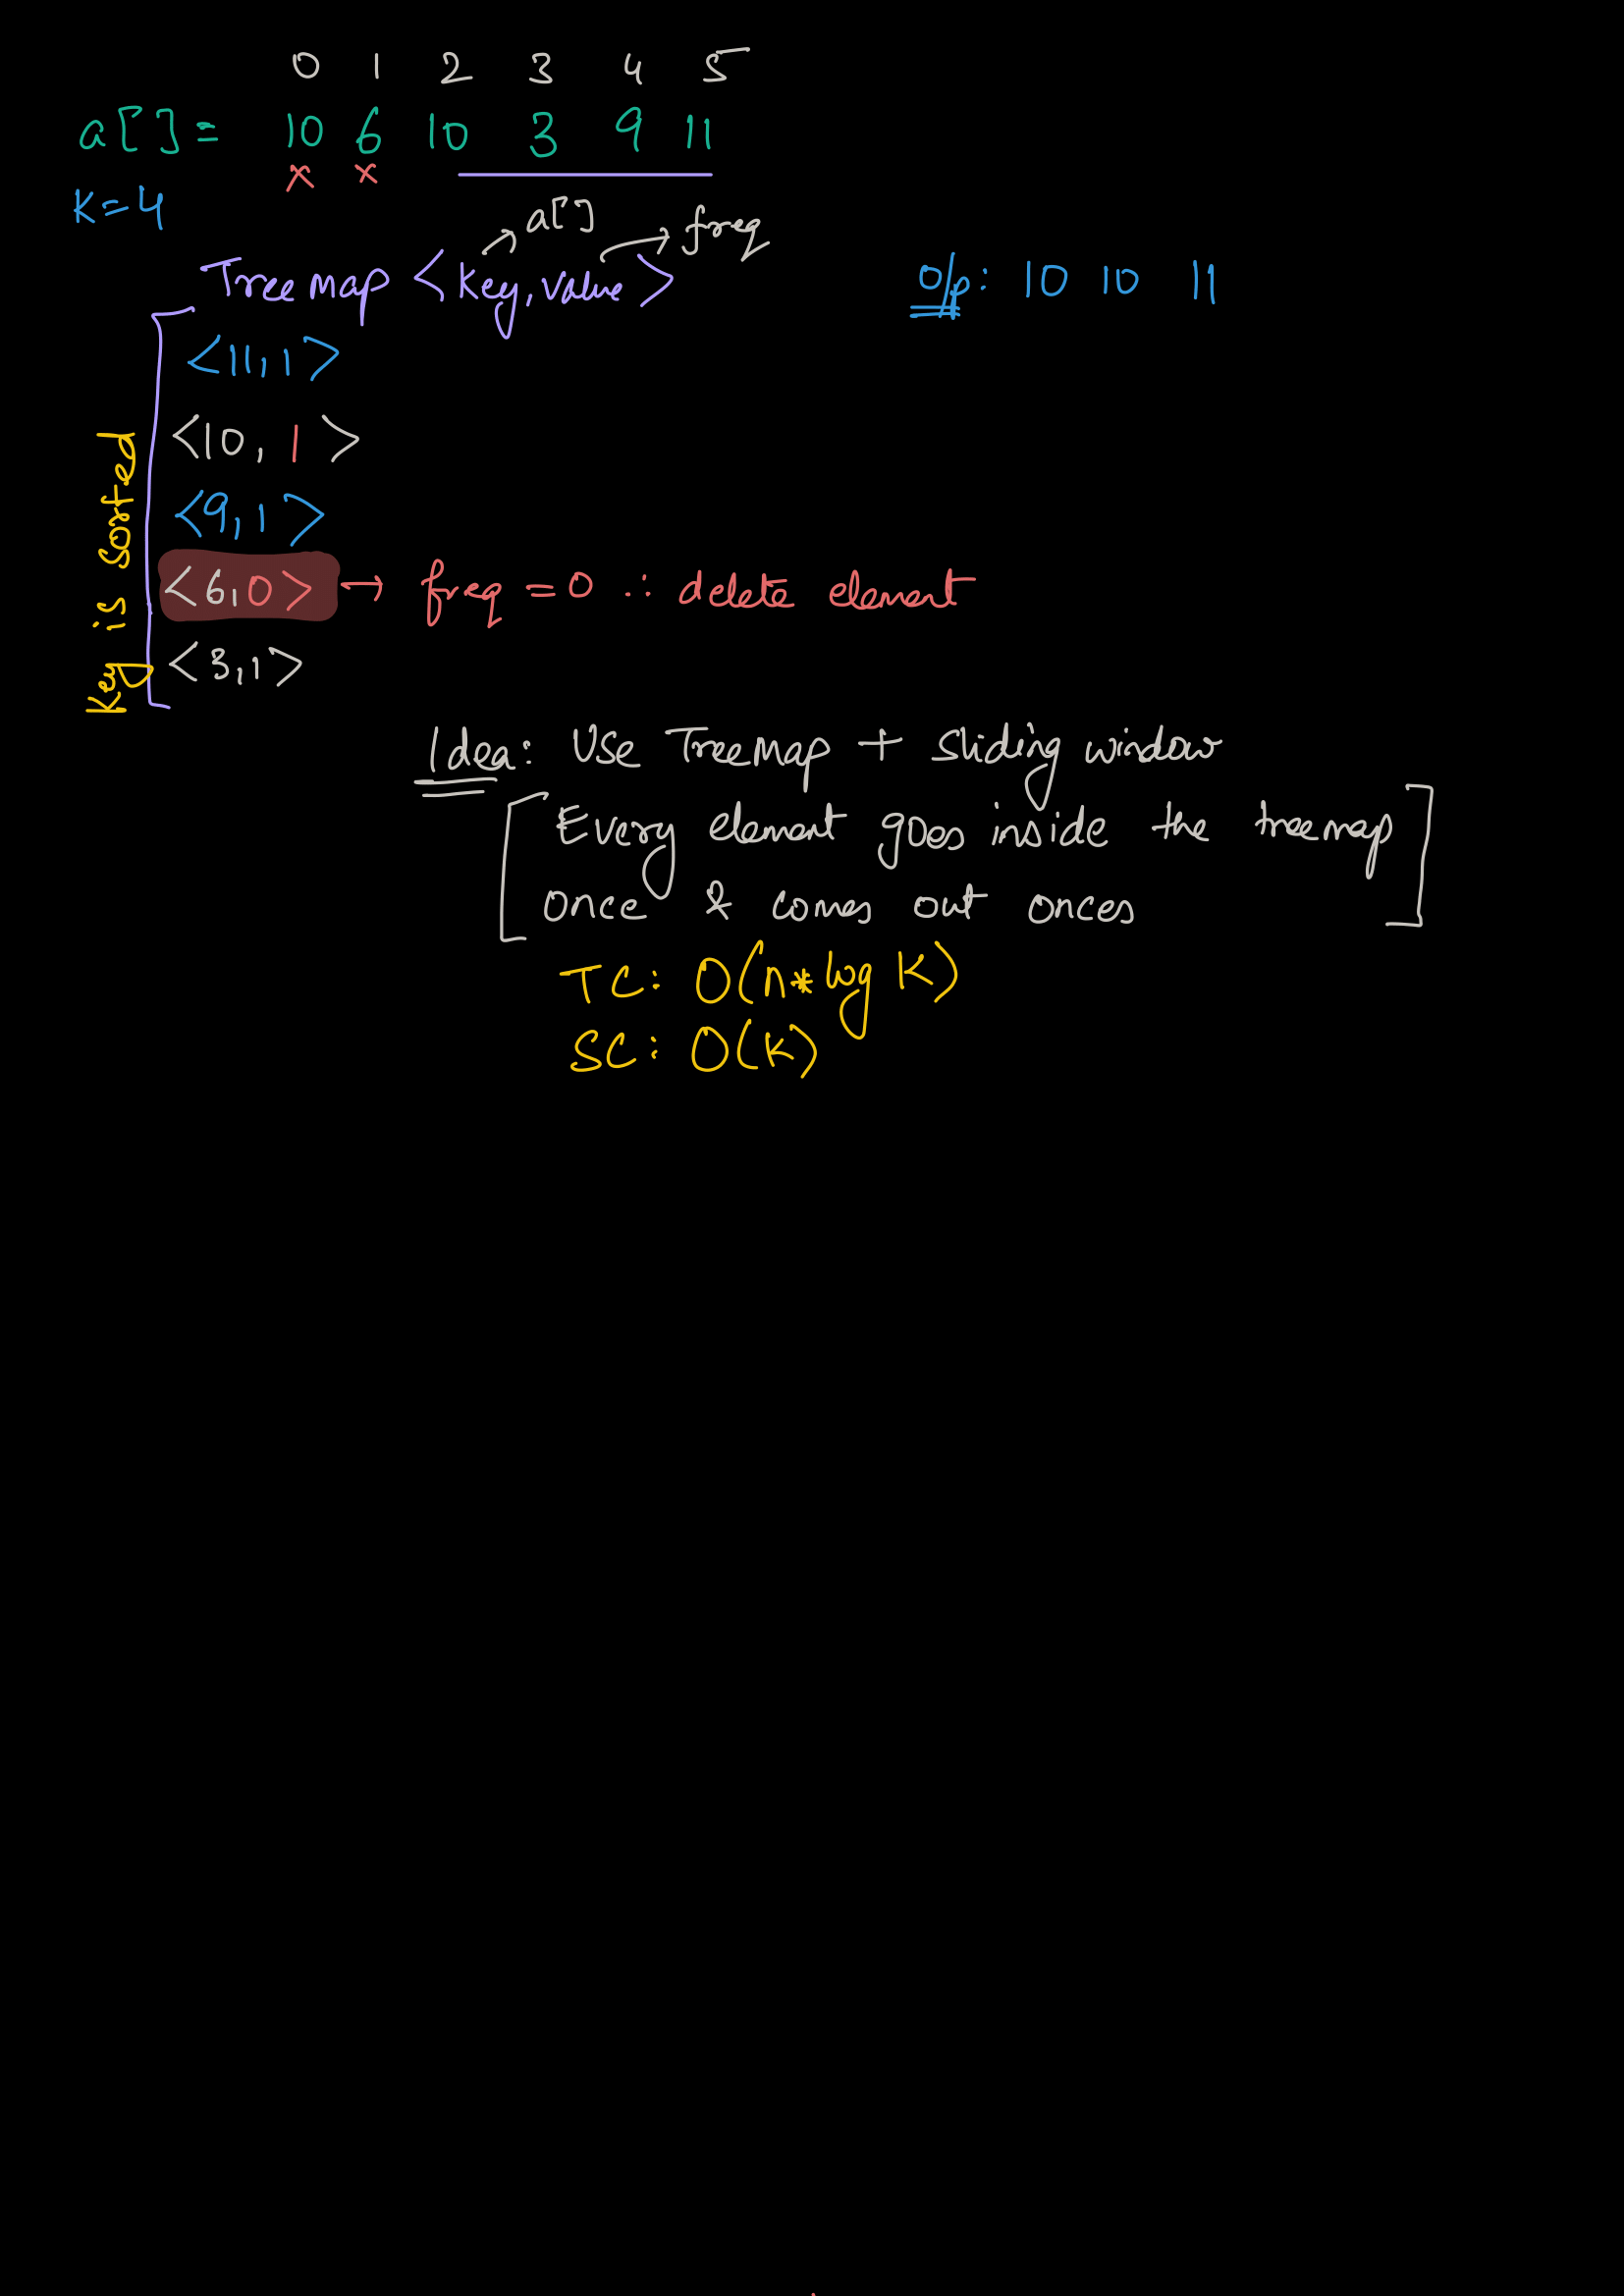 0 1 2 3 4 5
a[] = 10 6 10 3 9 11
x x
K=4
a[] freq
Treemap <key, value>
o/p: 10 10 11
<11,1>
<10, 1>
<9,1>
<6,0> → freq = 0 ∴ delete element
<3,1>
Key is sorted
Idea: Use TreeMap + Sliding window
[Every element goes inside the treemap
once & comes out onces]
TC: O(n* log K)
SC: O(K)